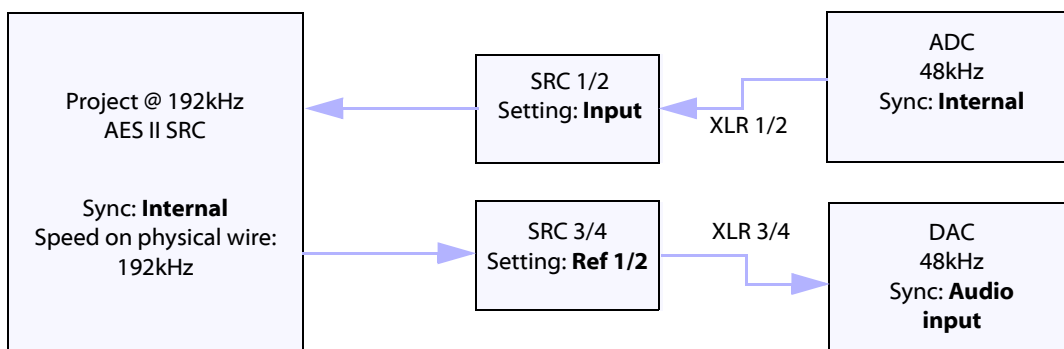 Project @ 192kHz
AES II SRC
Sync: Internal
Speed on physical wire:
192kHz
SRC 1/2
Setting: Input
XLR 1/2
ADC
48kHz
Sync: Internal
SRC 3/4
Setting: Ref 1/2
XLR 3/4
DAC
48kHz
Sync: Audio
input